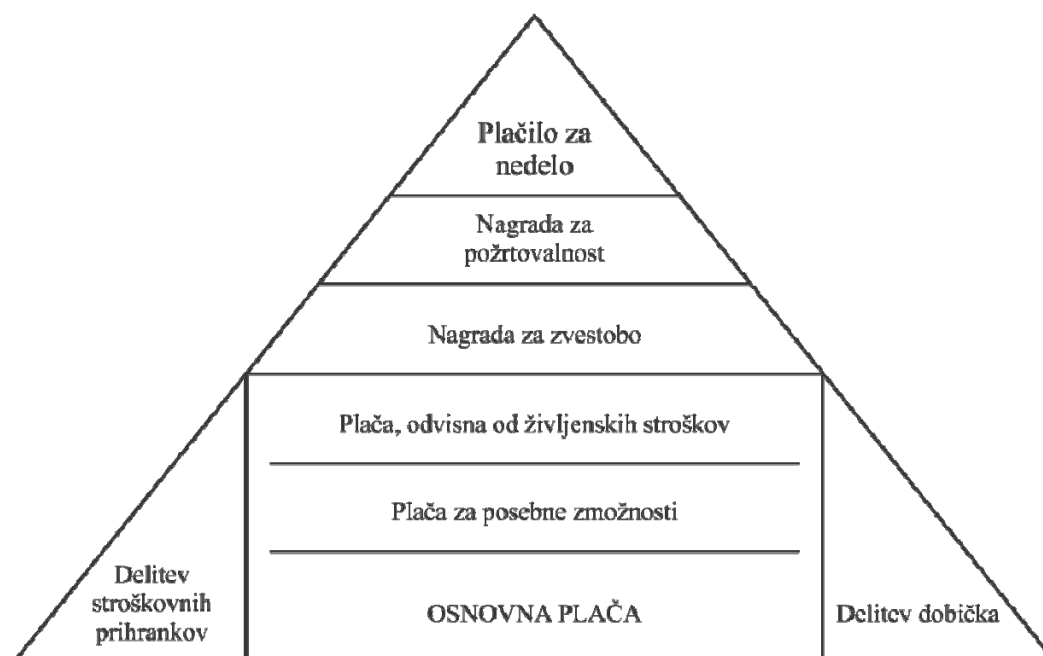 Plačilo za
nedelo
Nagrada za
požrtovalnost
Nagrada za zvestobo
Plača, odvisna od življenskih stroškov
Plača za posebne zmožnosti
Delitev
stroškovnih
prihrankov
OSNOVNA PLAČA
Delitev dobička